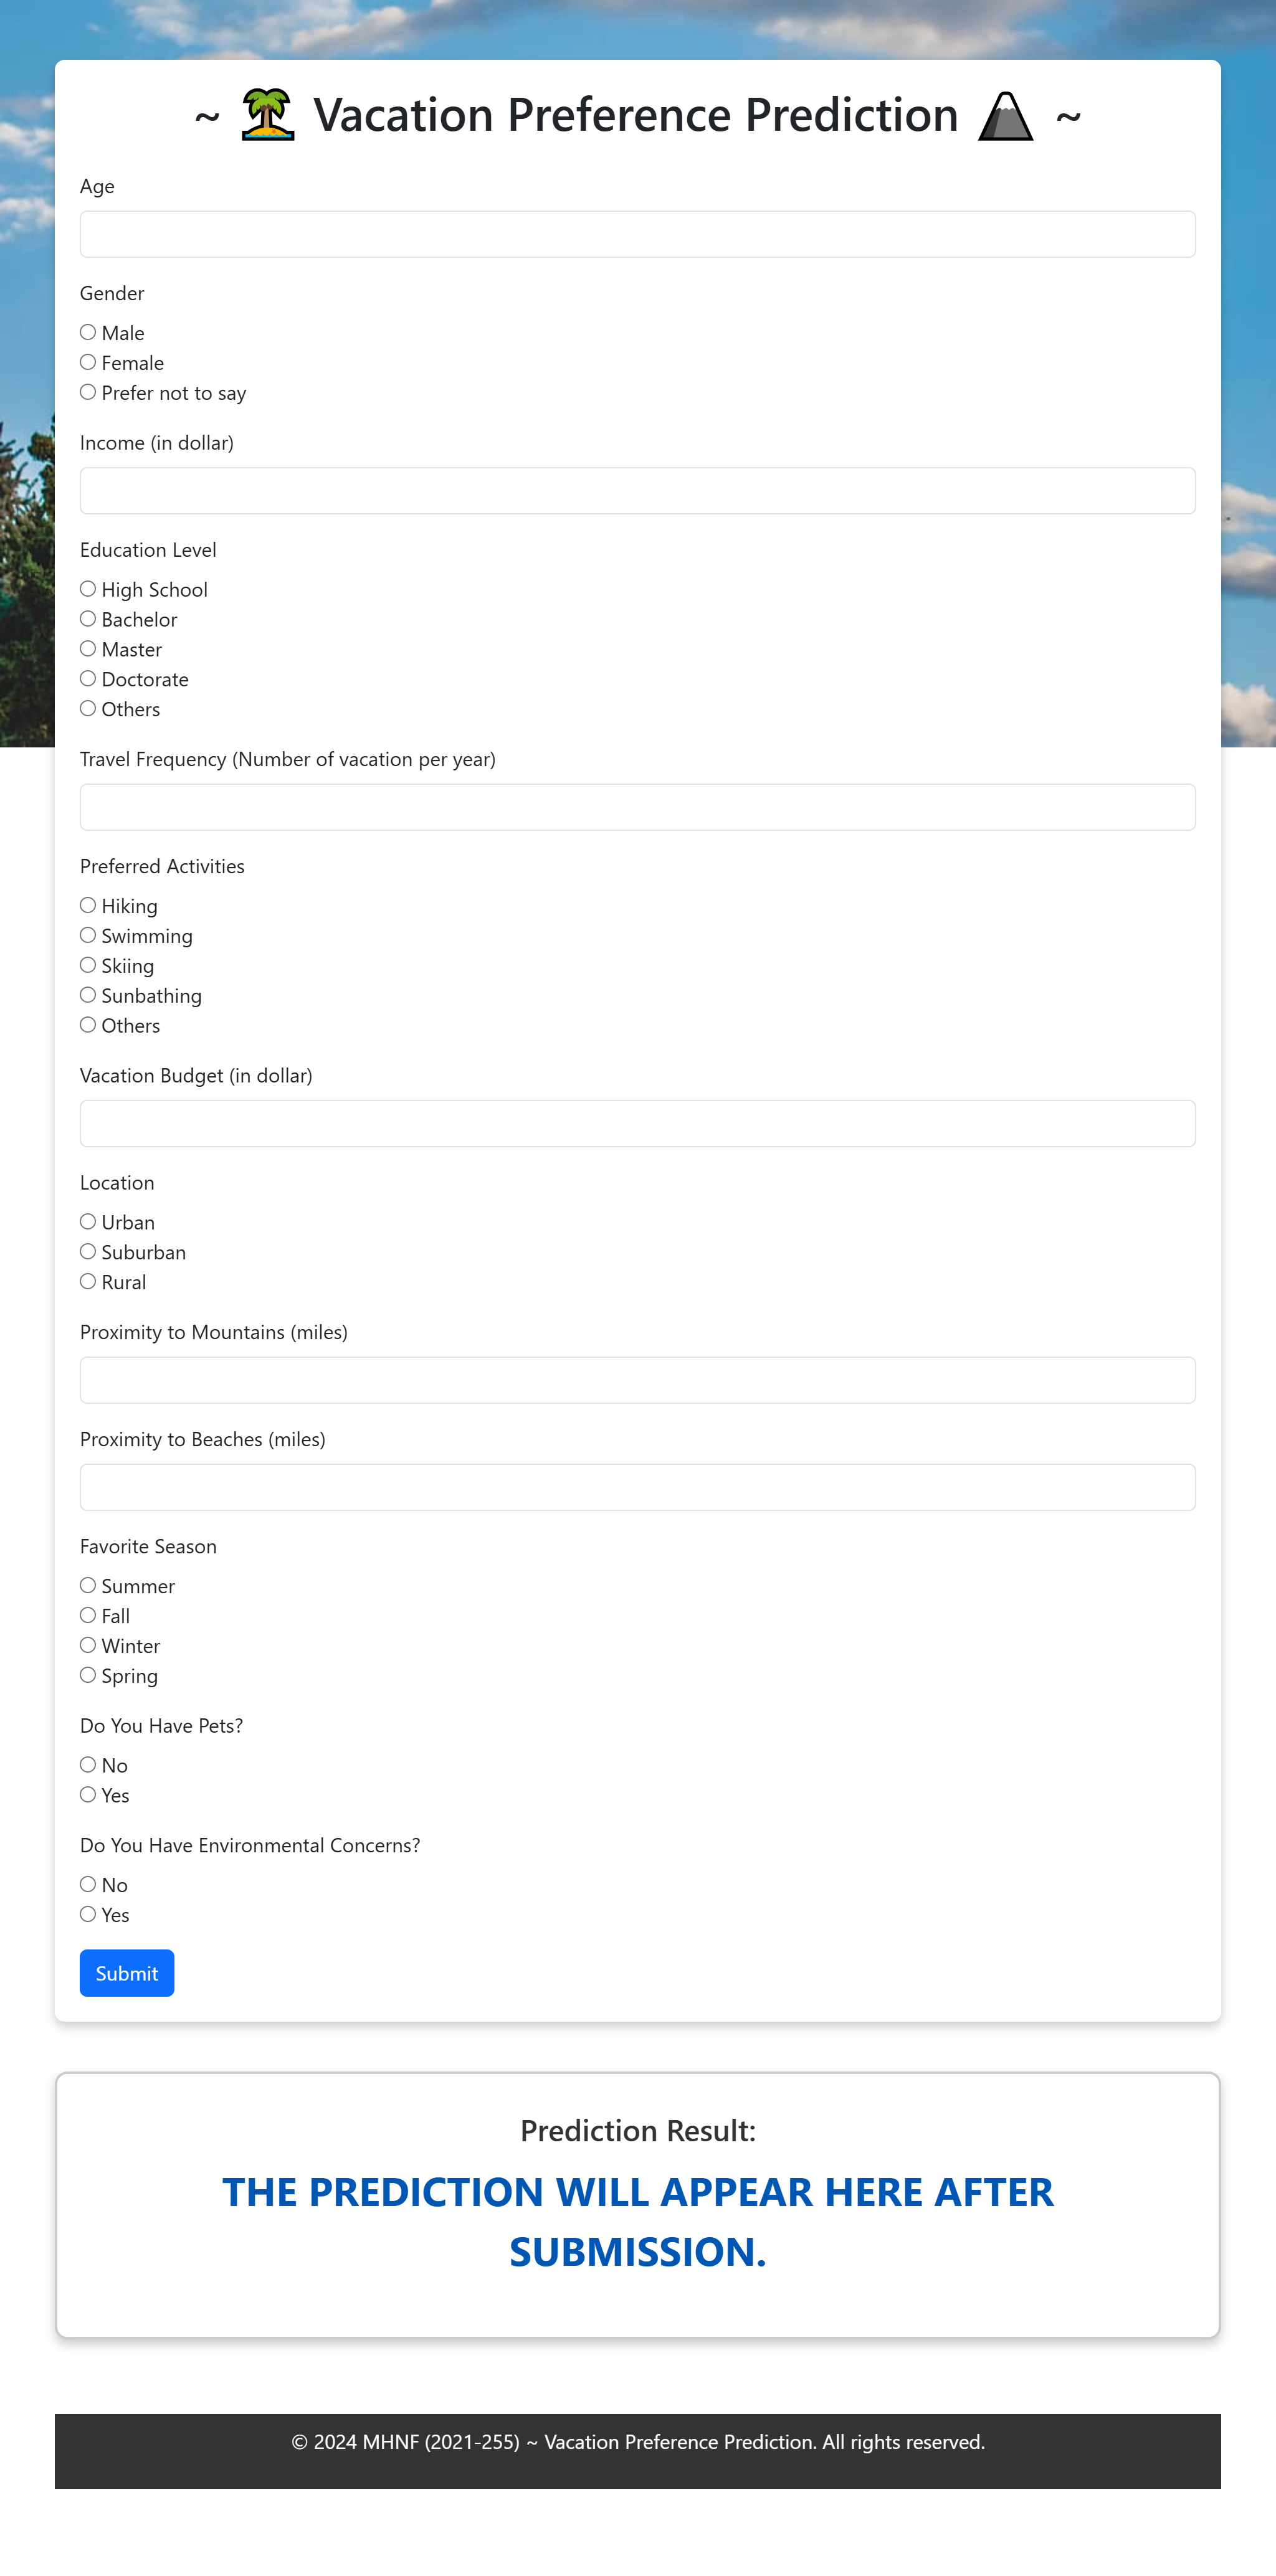 ~ 🏝️ Vacation Preference Prediction 🗻 ~
Age
Gender
Male
Female
Prefer not to say
Income (in dollar)
Education Level
High School
Bachelor
Master
Doctorate
Others
Travel Frequency (Number of vacation per year)
Preferred Activities
Hiking
Swimming
Skiing
Sunbathing
Others
Vacation Budget (in dollar)
Location
Urban
Suburban
Rural
Proximity to Mountains (miles)
Proximity to Beaches (miles)
Favorite Season
Summer
Fall
Winter
Spring
Do You Have Pets?
No
Yes
Do You Have Environmental Concerns?
No
Yes
Submit
Prediction Result:
THE PREDICTION WILL APPEAR HERE AFTER
SUBMISSION.
© 2024 MHNF (2021-255) ~ Vacation Preference Prediction. All rights reserved.